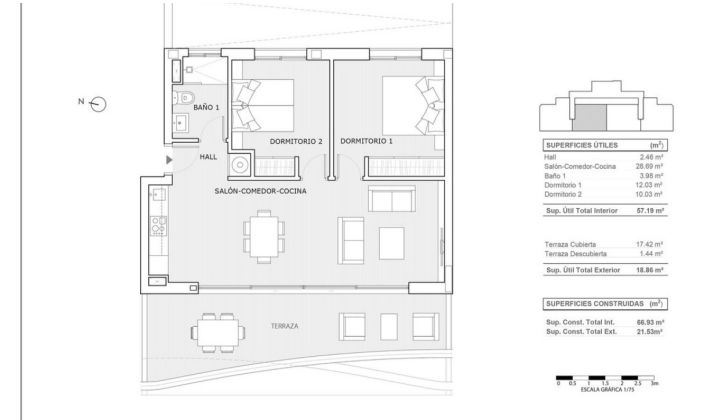 N
BAÑO 1
DORMITORIO 2
DORMITORIO 1
HALL
SALÓN-COMEDOR-COCINA
TERRAZA
SUPERFICIES ÚTILES (m²)
Hall 2.46 m²
Salón-Comedor-Cocina 28.69 m²
Baño 1 3.98 m²
Dormitorio 1 12.03 m²
Dormitorio 2 10.03 m²
Sup. Útil Total Interior 57.19 m²
Terraza Cubierta 17.42 m²
Terraza Descubierta 1.44 m²
Sup. Útil Total Exterior 18.86 m²
SUPERFICIES CONSTRUIDAS (m²)
Sup. Const. Total Int. 66.93 m²
Sup. Const. Total Ext. 21.53m²
0 0.5 1 1.5 2 2.5 3m
ESCALA GRÁFICA 1/75